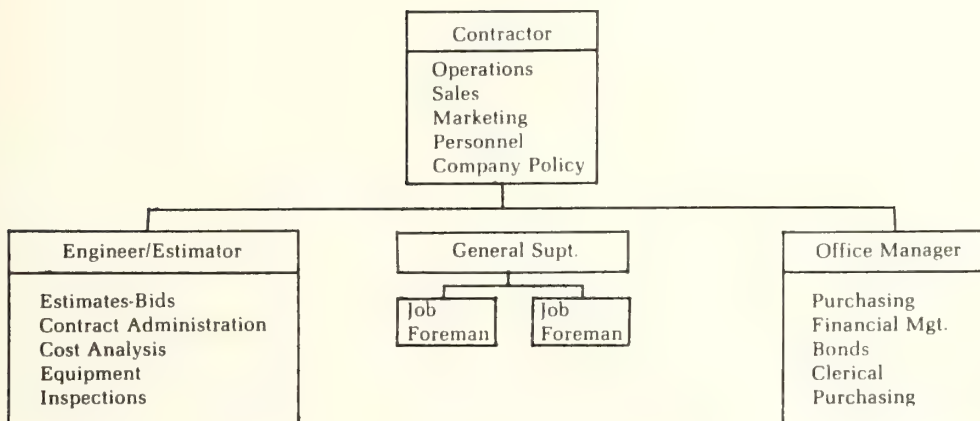 Contractor
Operations
Sales
Marketing
Personnel
Company Policy
Engineer/Estimator
Estimates-Bids
Contract Administration
Cost Analysis
Equipment
Inspections
General Supt.
Job
Foreman
Job
Foreman
Office Manager
Purchasing
Financial Mgt.
Bonds
Clerical
Purchasing